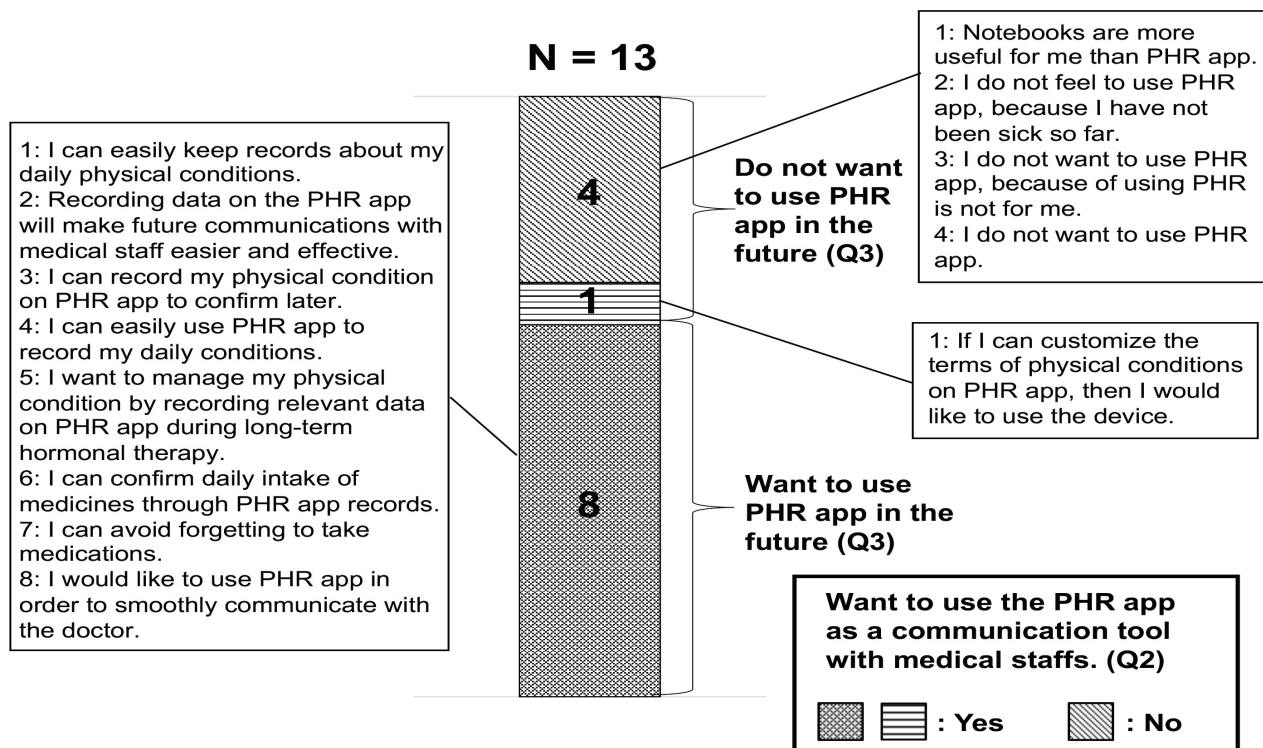 N = 13
1: I can easily keep records about my
daily physical conditions.
2: Recording data on the PHR app
will make future communications with
medical staff easier and effective.
3: I can record my physical condition
on PHR app to confirm later.
4: I can easily use PHR app to
record my daily conditions.
5: I want to manage my physical
condition by recording relevant data
on PHR app during long-term
hormonal therapy.
6: I can confirm daily intake of
medicines through PHR app records.
7: I can avoid forgetting to take
medications.
8: I would like to use PHR app in
order to smoothly communicate with
the doctor.
4
1
8
Do not want
to use PHR
app in the
future (Q3)
Want to use
PHR app in the
future (Q3)
1: Notebooks are more
useful for me than PHR app.
2: I do not feel to use PHR
app, because I have not
been sick so far.
3: I do not want to use PHR
app, because of using PHR
is not for me.
4: I do not want to use PHR
app.
1: If I can customize the
terms of physical conditions
on PHR app, then I would
like to use the device.
Want to use the PHR app
as a communication tool
with medical staffs. (Q2)
: Yes
: No